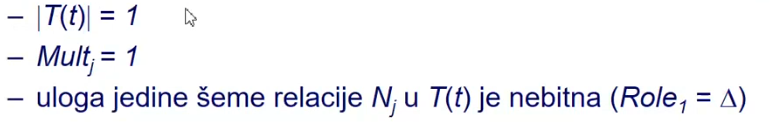 – |T(t)| = 1
– Multⱼ = 1
– uloga jedine šeme relacije Nⱼ u T(t) je nebitna (Role₁ = Δ)